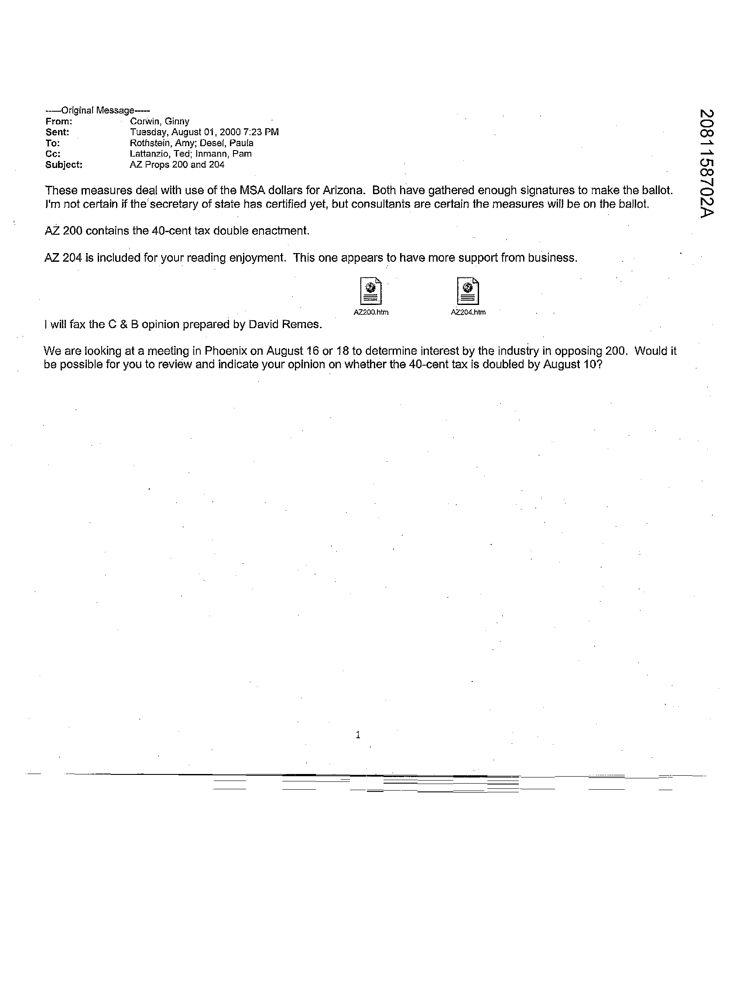 -----Original Message-----
From: Corwin, Ginny
Sent: Tuesday, August 01, 2000 7:23 PM
To: Rothstein, Amy; Desel, Paula
Cc: Lattanzio, Ted; Inmann, Pam
Subject: AZ Props 200 and 204
These measures deal with use of the MSA dollars for Arizona. Both have gathered enough signatures to make the ballot.
I'm not certain if the secretary of state has certified yet, but consultants are certain the measures will be on the ballot.
AZ 200 contains the 40-cent tax double enactment.
AZ 204 is included for your reading enjoyment. This one appears to have more support from business.
AZ200.htm AZ204.htm
I will fax the C & B opinion prepared by David Remes.
We are looking at a meeting in Phoenix on August 16 or 18 to determine interest by the industry in opposing 200. Would it
be possible for you to review and indicate your opinion on whether the 40-cent tax is doubled by August 10?
1
2081158702A